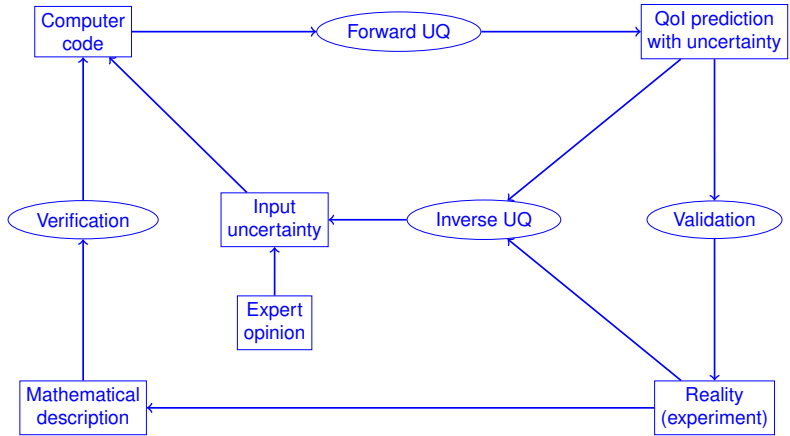 Computer
code
Forward UQ
QoI prediction
with uncertainty
Verification
Input
uncertainty
Inverse UQ
Validation
Expert
opinion
Mathematical
description
Reality
(experiment)